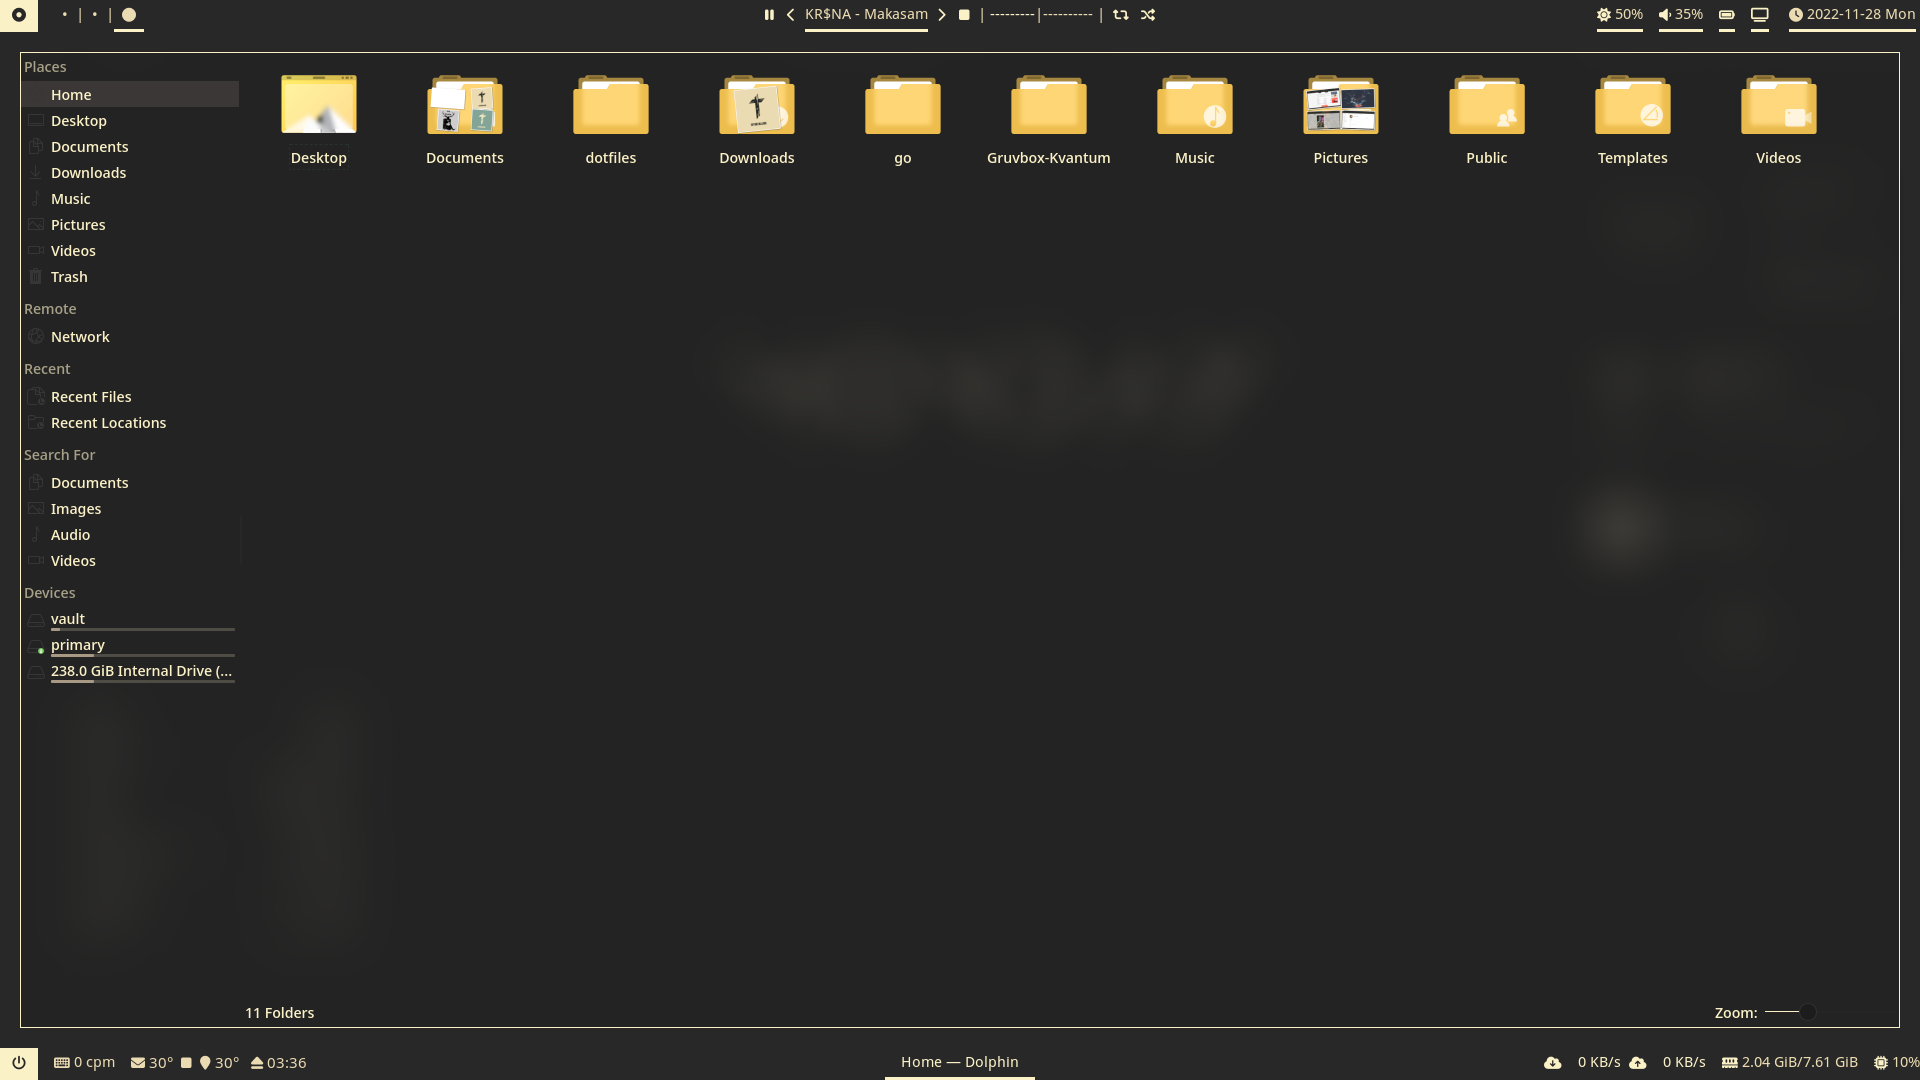 • | • |
KR$NA - Makasam | ---------|---------- |
50% 35% 2022-11-28 Mon
Places
Home
Desktop
Documents
Downloads
Music
Pictures
Videos
Trash
Remote
Network
Recent
Recent Files
Recent Locations
Search For
Documents
Images
Audio
Videos
Devices
vault
primary
238.0 GiB Internal Drive (...
Desktop Documents dotfiles Downloads go Gruvbox-Kvantum Music Pictures Public Templates Videos
11 Folders
Zoom:
0 cpm 30° 30° 03:36
Home — Dolphin
0 KB/s 0 KB/s 2.04 GiB/7.61 GiB 10%